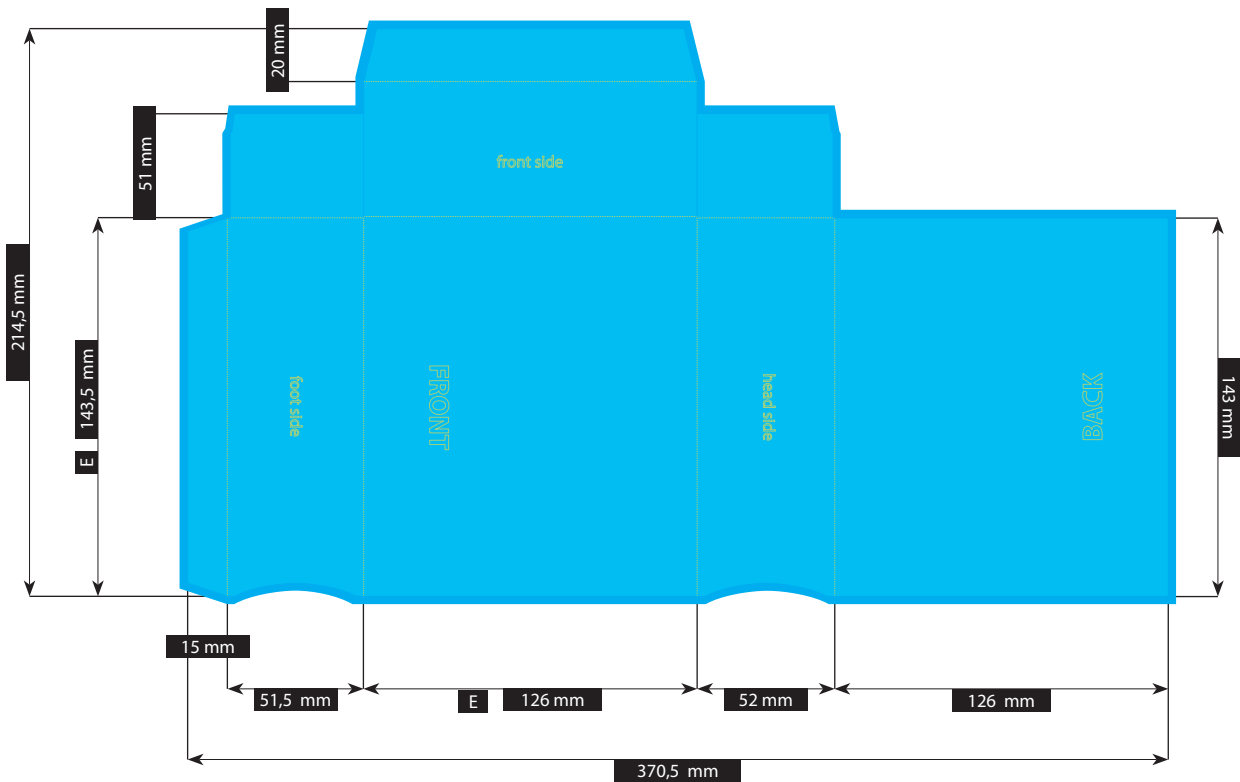 20 mm
51 mm
front side
214,5 mm
E 143,5 mm
foot side
FRONT
head side
BACK
143 mm
15 mm
51,5 mm
E 126 mm
52 mm
126 mm
370,5 mm